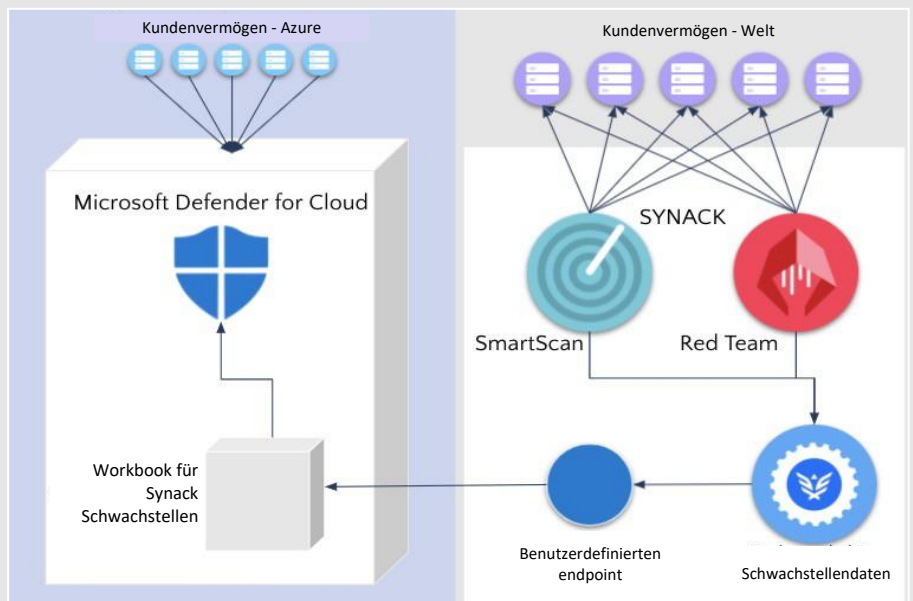 Kundenvermögen - Azure
Kundenvermögen - Welt
Microsoft Defender for Cloud
SYNACK
SmartScan
Red Team
Workbook für
Synack
Schwachstellen
Benutzerdefinierten
endpoint
Schwachstellendaten